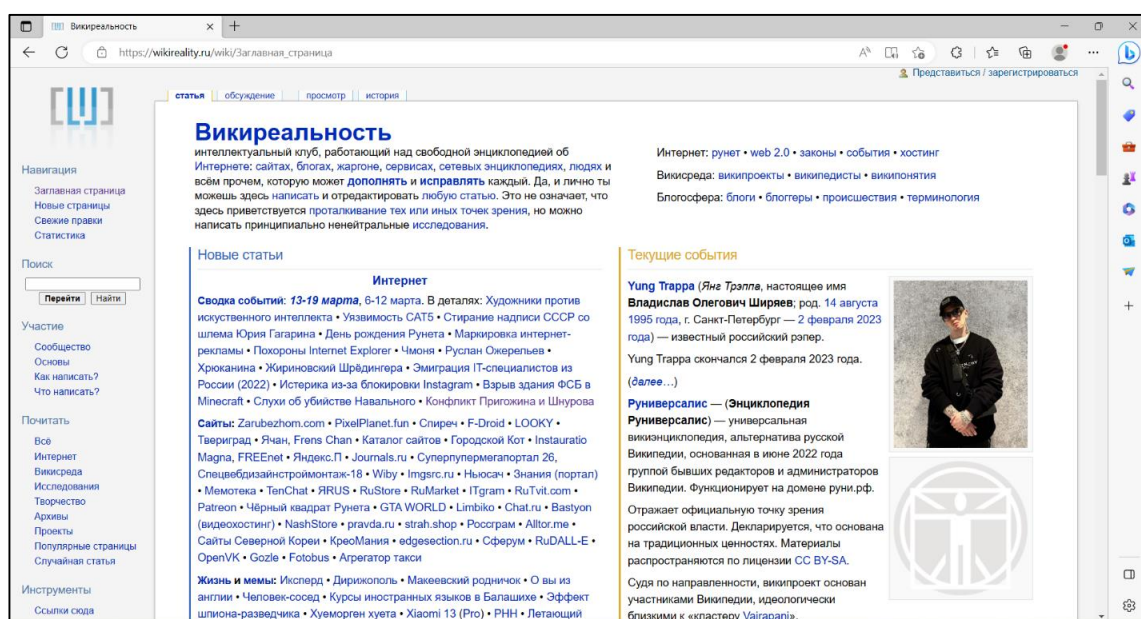 Викиреальность
https://wikireality.ru/wiki/Заглавная_страница
Представиться / зарегистрироваться
статья
обсуждение
просмотр
история
Навигация
Заглавная страница
Новые страницы
Свежие правки
Статистика
Поиск
Перейти
Найти
Участие
Сообщество
Основы
Как написать?
Что написать?
Почитать
Всё
Интернет
Викисреда
Исследования
Творчество
Архивы
Проекты
Популярные страницы
Случайная статья
Инструменты
Ссылки сюда
Викиреальность
интеллектуальный клуб, работающий над свободной энциклопедией об
Интернете: сайтах, блогах, жаргоне, сервисах, сетевых энциклопедиях, людях и
всём прочем, которую может дополнять и исправлять каждый. Да, и лично ты
можешь здесь написать и отредактировать любую статью. Это не означает, что
здесь приветствуется проталкивание тех или иных точек зрения, но можно
написать принципиально ненейтральные исследования.
Интернет: рунет • web 2.0 • законы • события • хостинг
Викисреда: википроекты • википедисты • википонятия
Блогосфера: блоги • блоггеры • происшествия • терминология
Новые статьи
Интернет
Сводка событий: 13-19 марта, 6-12 марта. В деталях: Художники против
искуственного интеллекта • Уязвимость CAT5 • Стирание надписи СССР со
шлема Юрия Гагарина • День рождения Рунета • Маркировка интернет-
рекламы • Похороны Internet Explorer • Чмоня • Руслан Ожерельев •
Хрюканина • Жириновский Шрёдингера • Эмиграция IT-специалистов из
России (2022) • Истерика из-за блокировки Instagram • Взрыв здания ФСБ в
Minecraft • Слухи об убийстве Навального • Конфликт Пригожина и Шнурова
Сайты: Zarubezhom.com • PixelPlanet.fun • Спиреч • F-Droid • LOOKY •
Твериград • Ячан, Frens Chan • Каталог сайтов • Городской Кот • Instauratio
Magna, FREEnet • Яндекс.П • Journals.ru • Суперпупермегапортал 26,
Спецвебдизайнстроймонтаж-18 • Wiby • Imgsrc.ru • Ньюсач • Знания (портал)
• Мемотека • TenChat • ЯRUS • RuStore • RuMarket • ITgram • RuTvit.com •
Patreon • Чёрный квадрат Рунета • GTA WORLD • Limbiko • Chat.ru • Bastyon
(видеохостинг) • NashStore • pravda.ru • strah.shop • Россграм • Alltor.me •
Сайты Северной Кореи • КреоМания • edgesection.ru • Сферум • RuDALL-E •
OpenVK • Gozle • Fotobus • Агрегатор такси
Жизнь и мемы: Иксперд • Дирижополь • Макеевский родничок • О вы из
англии • Человек-сосед • Курсы иностранных языков в Балашихе • Эффект
шпиона-разведчика • Хуеморген хуета • Xiaomi 13 (Pro) • РНН • Летающий
Текущие события
Yung Trappa (Янг Трэппа, настоящее имя
Владислав Олегович Ширяев; род. 14 августа
1995 года, г. Санкт-Петербург — 2 февраля 2023
года) — известный российский рэпер.
Yung Trappa скончался 2 февраля 2023 года.
(далее…)
Руниверсалис — (Энциклопедия
Руниверсалис) — универсальная
викиэнциклопедия, альтернатива русской
Википедии, основанная в июне 2022 года
группой бывших редакторов и администраторов
Википедии. Функционирует на домене руни.рф.
Отражает официальную точку зрения
российской власти. Декларируется, что основана
на традиционных ценностях. Материалы
распространяются по лицензии CC BY-SA.
Судя по направленности, википроект основан
участниками Википедии, идеологически
близкими к «кластеру Vajrapani».